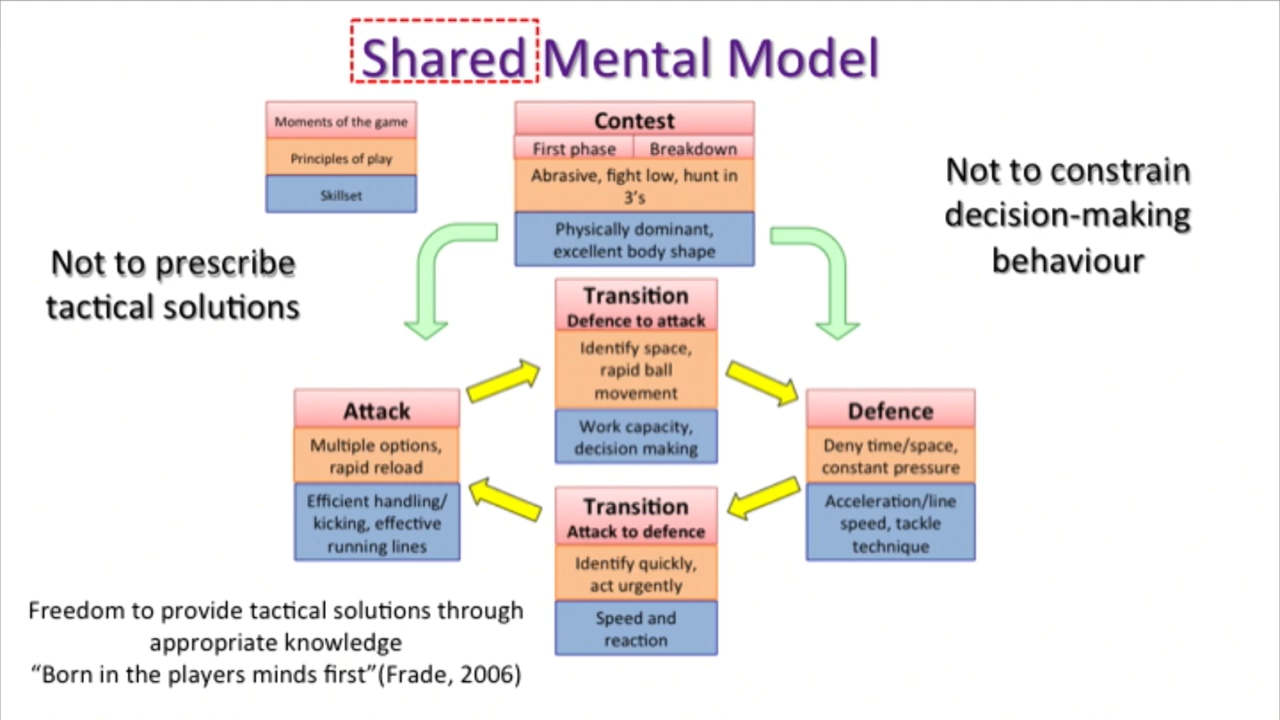 Shared Mental Model
Moments of the game
Principles of play
Skillset
Contest
First phase
Breakdown
Abrasive, fight low, hunt in
3's
Physically dominant,
excellent body shape
Not to constrain
decision-making
behaviour
Not to prescribe
tactical solutions
Transition
Defence to attack
Identify space,
rapid ball
movement
Work capacity,
decision making
Attack
Multiple options,
rapid reload
Efficient handling/
kicking, effective
running lines
Defence
Deny time/space,
constant pressure
Acceleration/line
speed, tackle
technique
Transition
Attack to defence
Identify quickly,
act urgently
Speed and
reaction
Freedom to provide tactical solutions through
appropriate knowledge
“Born in the players minds first”(Frade, 2006)